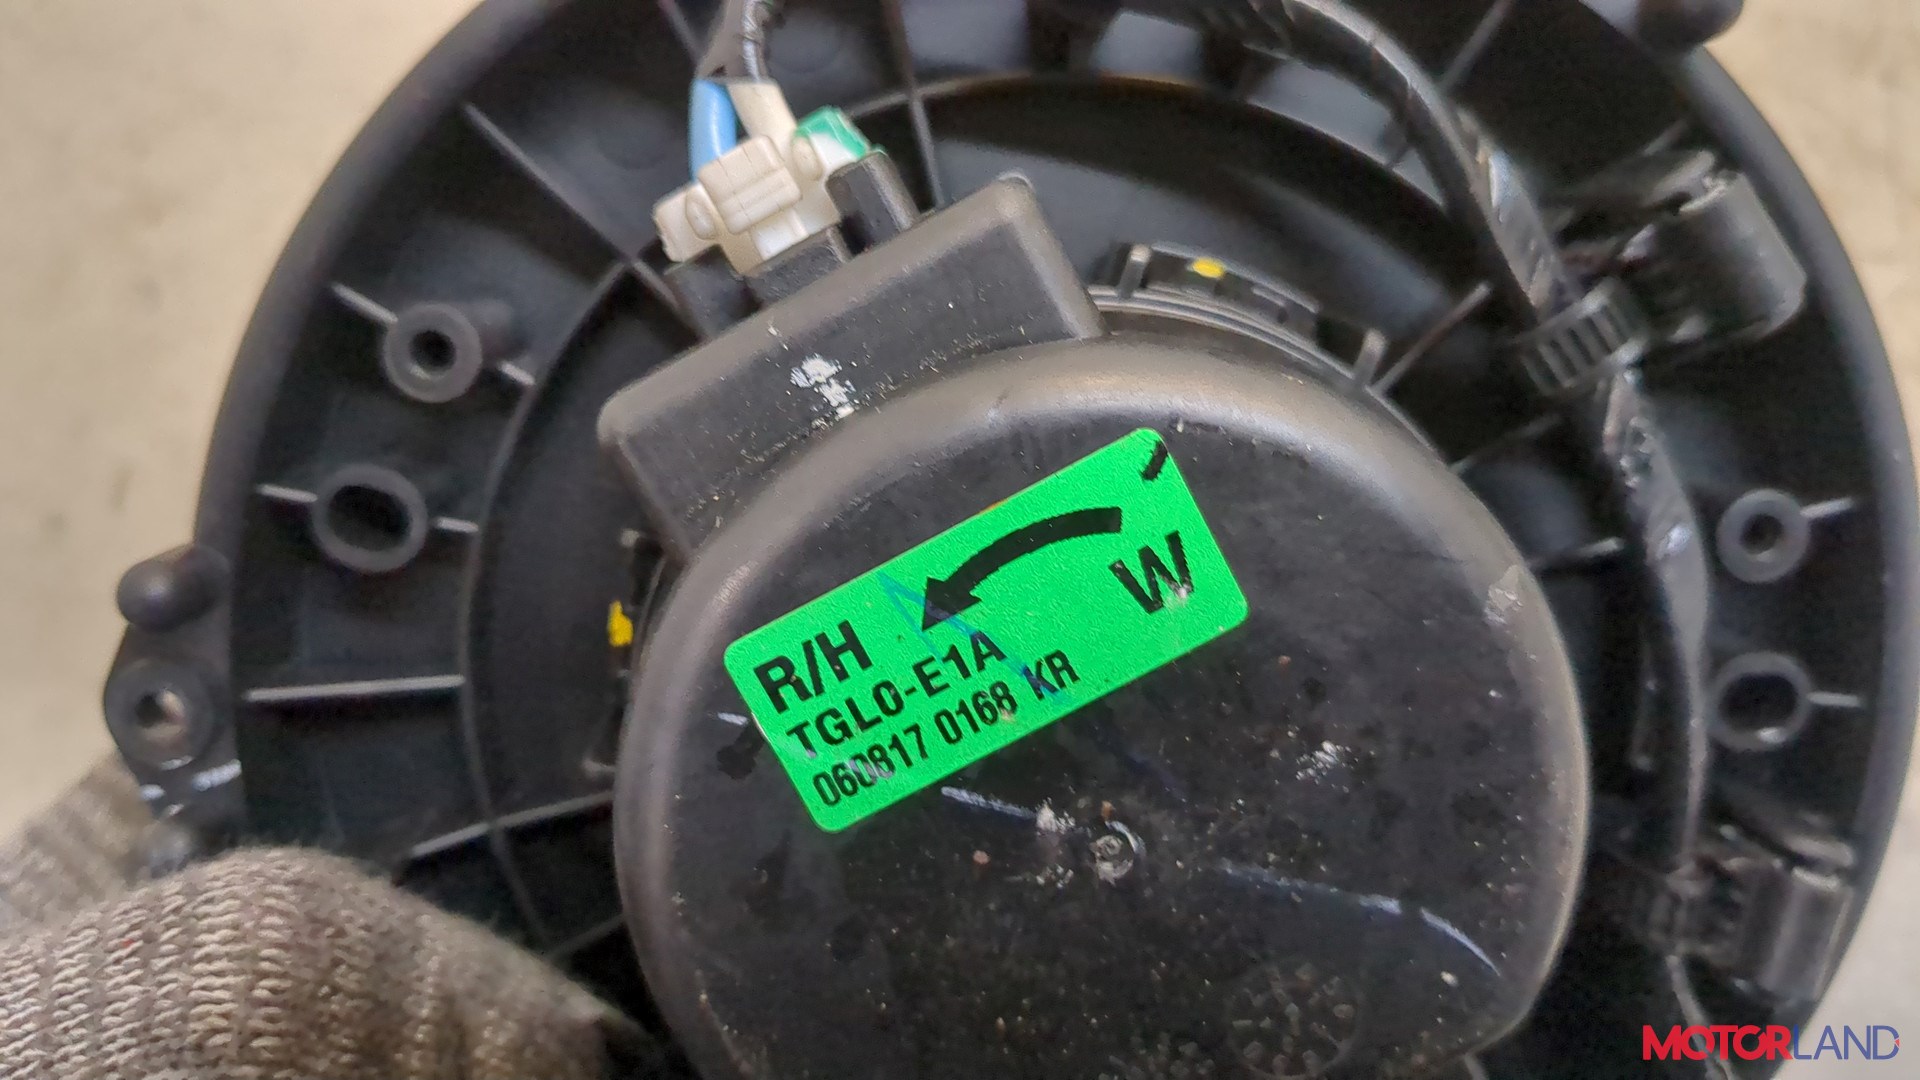 R/H W
TGL0-E1A
060817 0168 KR
MOTORLAND